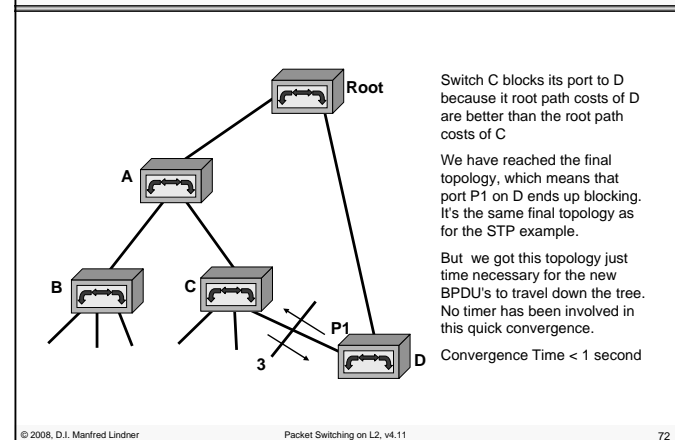 Root
A
B
C
P1
3
D
Switch C blocks its port to D
because it root path costs of D
are better than the root path
costs of C
We have reached the final
topology, which means that
port P1 on D ends up blocking.
It's the same final topology as
for the STP example.
But we got this topology just
time necessary for the new
BPDU's to travel down the tree.
No timer has been involved in
this quick convergence.
Convergence Time < 1 second
© 2008, D.I. Manfred Lindner
Packet Switching on L2, v4.11
72